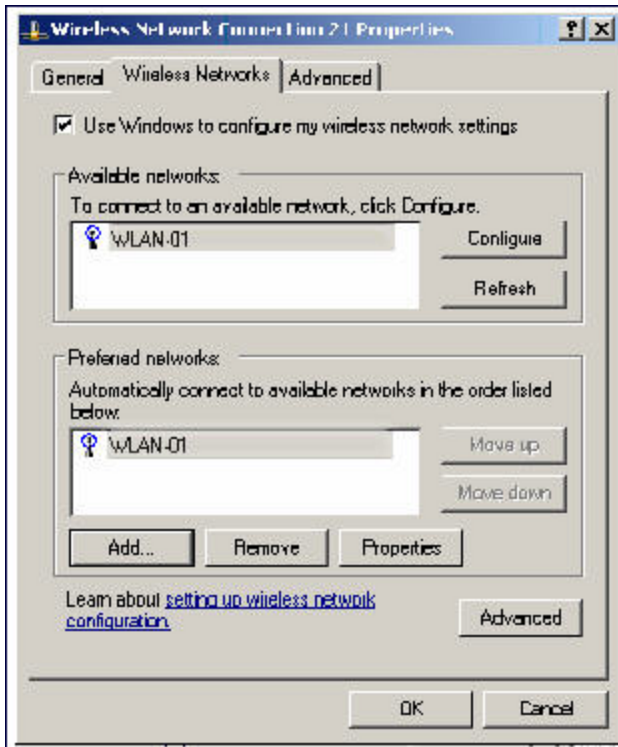 Wireless Network Connection 21 Properties
General Wireless Networks Advanced
Use Windows to configure my wireless network settings
Available networks:
To connect to an available network, click Configure.
WLAN-01
Configure
Refresh
Preferred networks:
Automatically connect to available networks in the order listed
below:
WLAN-01
Move up
Move down
Add... Remove Properties
Learn about setting up wireless network
configuration.
Advanced
OK Cancel